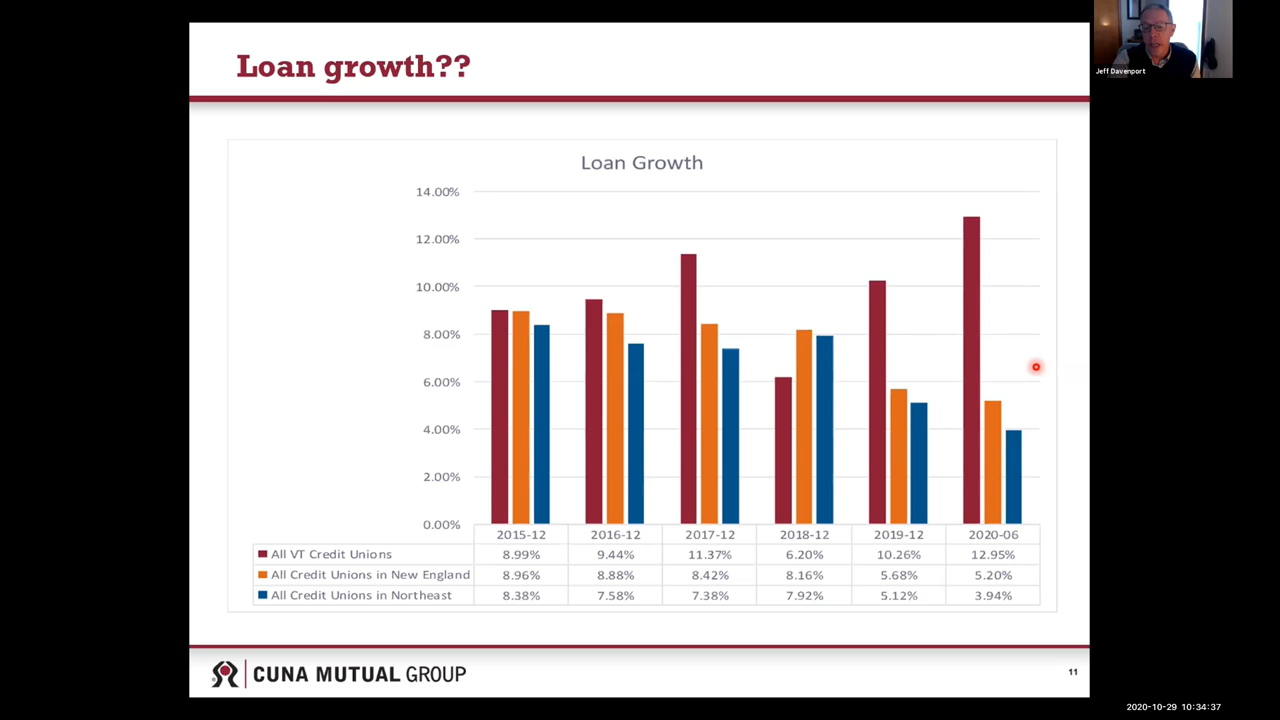 Loan growth??
Jeff Davenport
Loan Growth
14.00%
12.00%
10.00%
8.00%
6.00%
4.00%
2.00%
0.00%
2015-12 2016-12 2017-12 2018-12 2019-12 2020-06
All VT Credit Unions 8.99% 9.44% 11.37% 6.20% 10.26% 12.95%
All Credit Unions in New England 8.96% 8.88% 8.42% 8.16% 5.68% 5.20%
All Credit Unions in Northeast 8.38% 7.58% 7.38% 7.92% 5.12% 3.94%
CUNA MUTUAL GROUP
11
2020-10-29 10:34:37